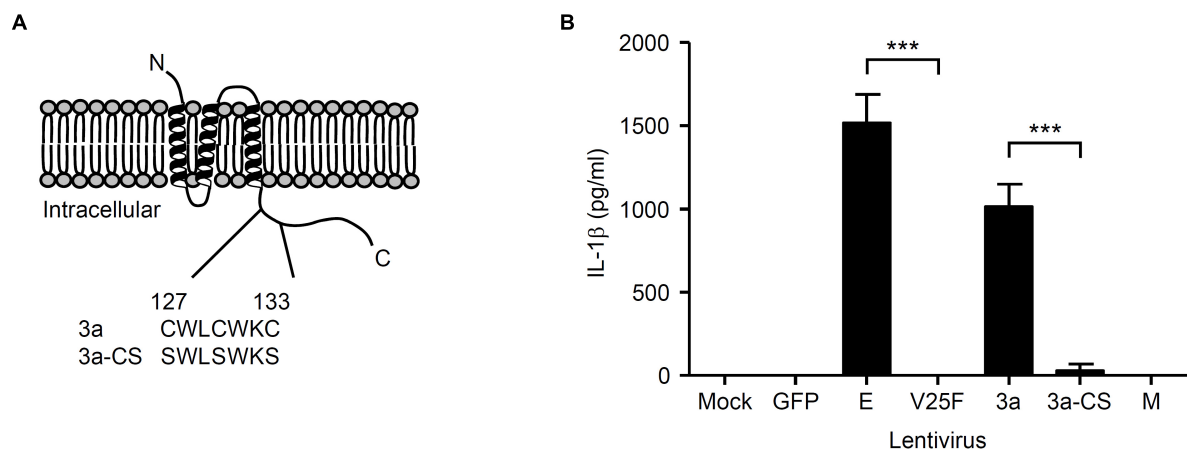 A
N
Intracellular
C
127 133
3a CWLCWKC
3a-CS SWLSWKS
B
***
***
2000
1500
1000
500
0
IL-1β (pg/ml)
Mock GFP E V25F 3a 3a-CS M
Lentivirus